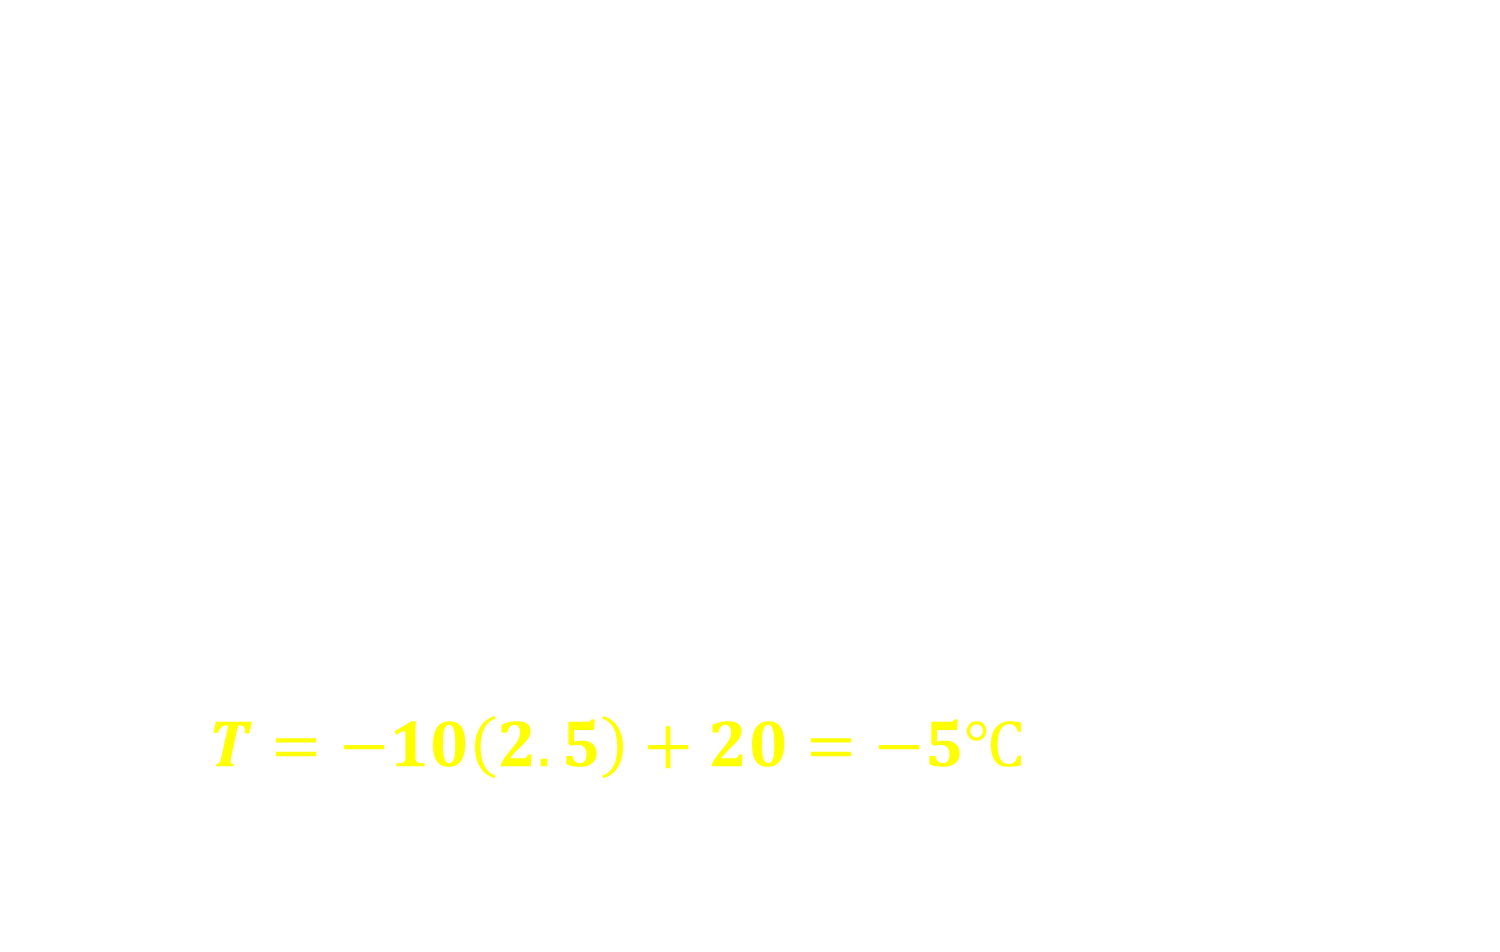 T = −10(2.5) + 20 = −5℃